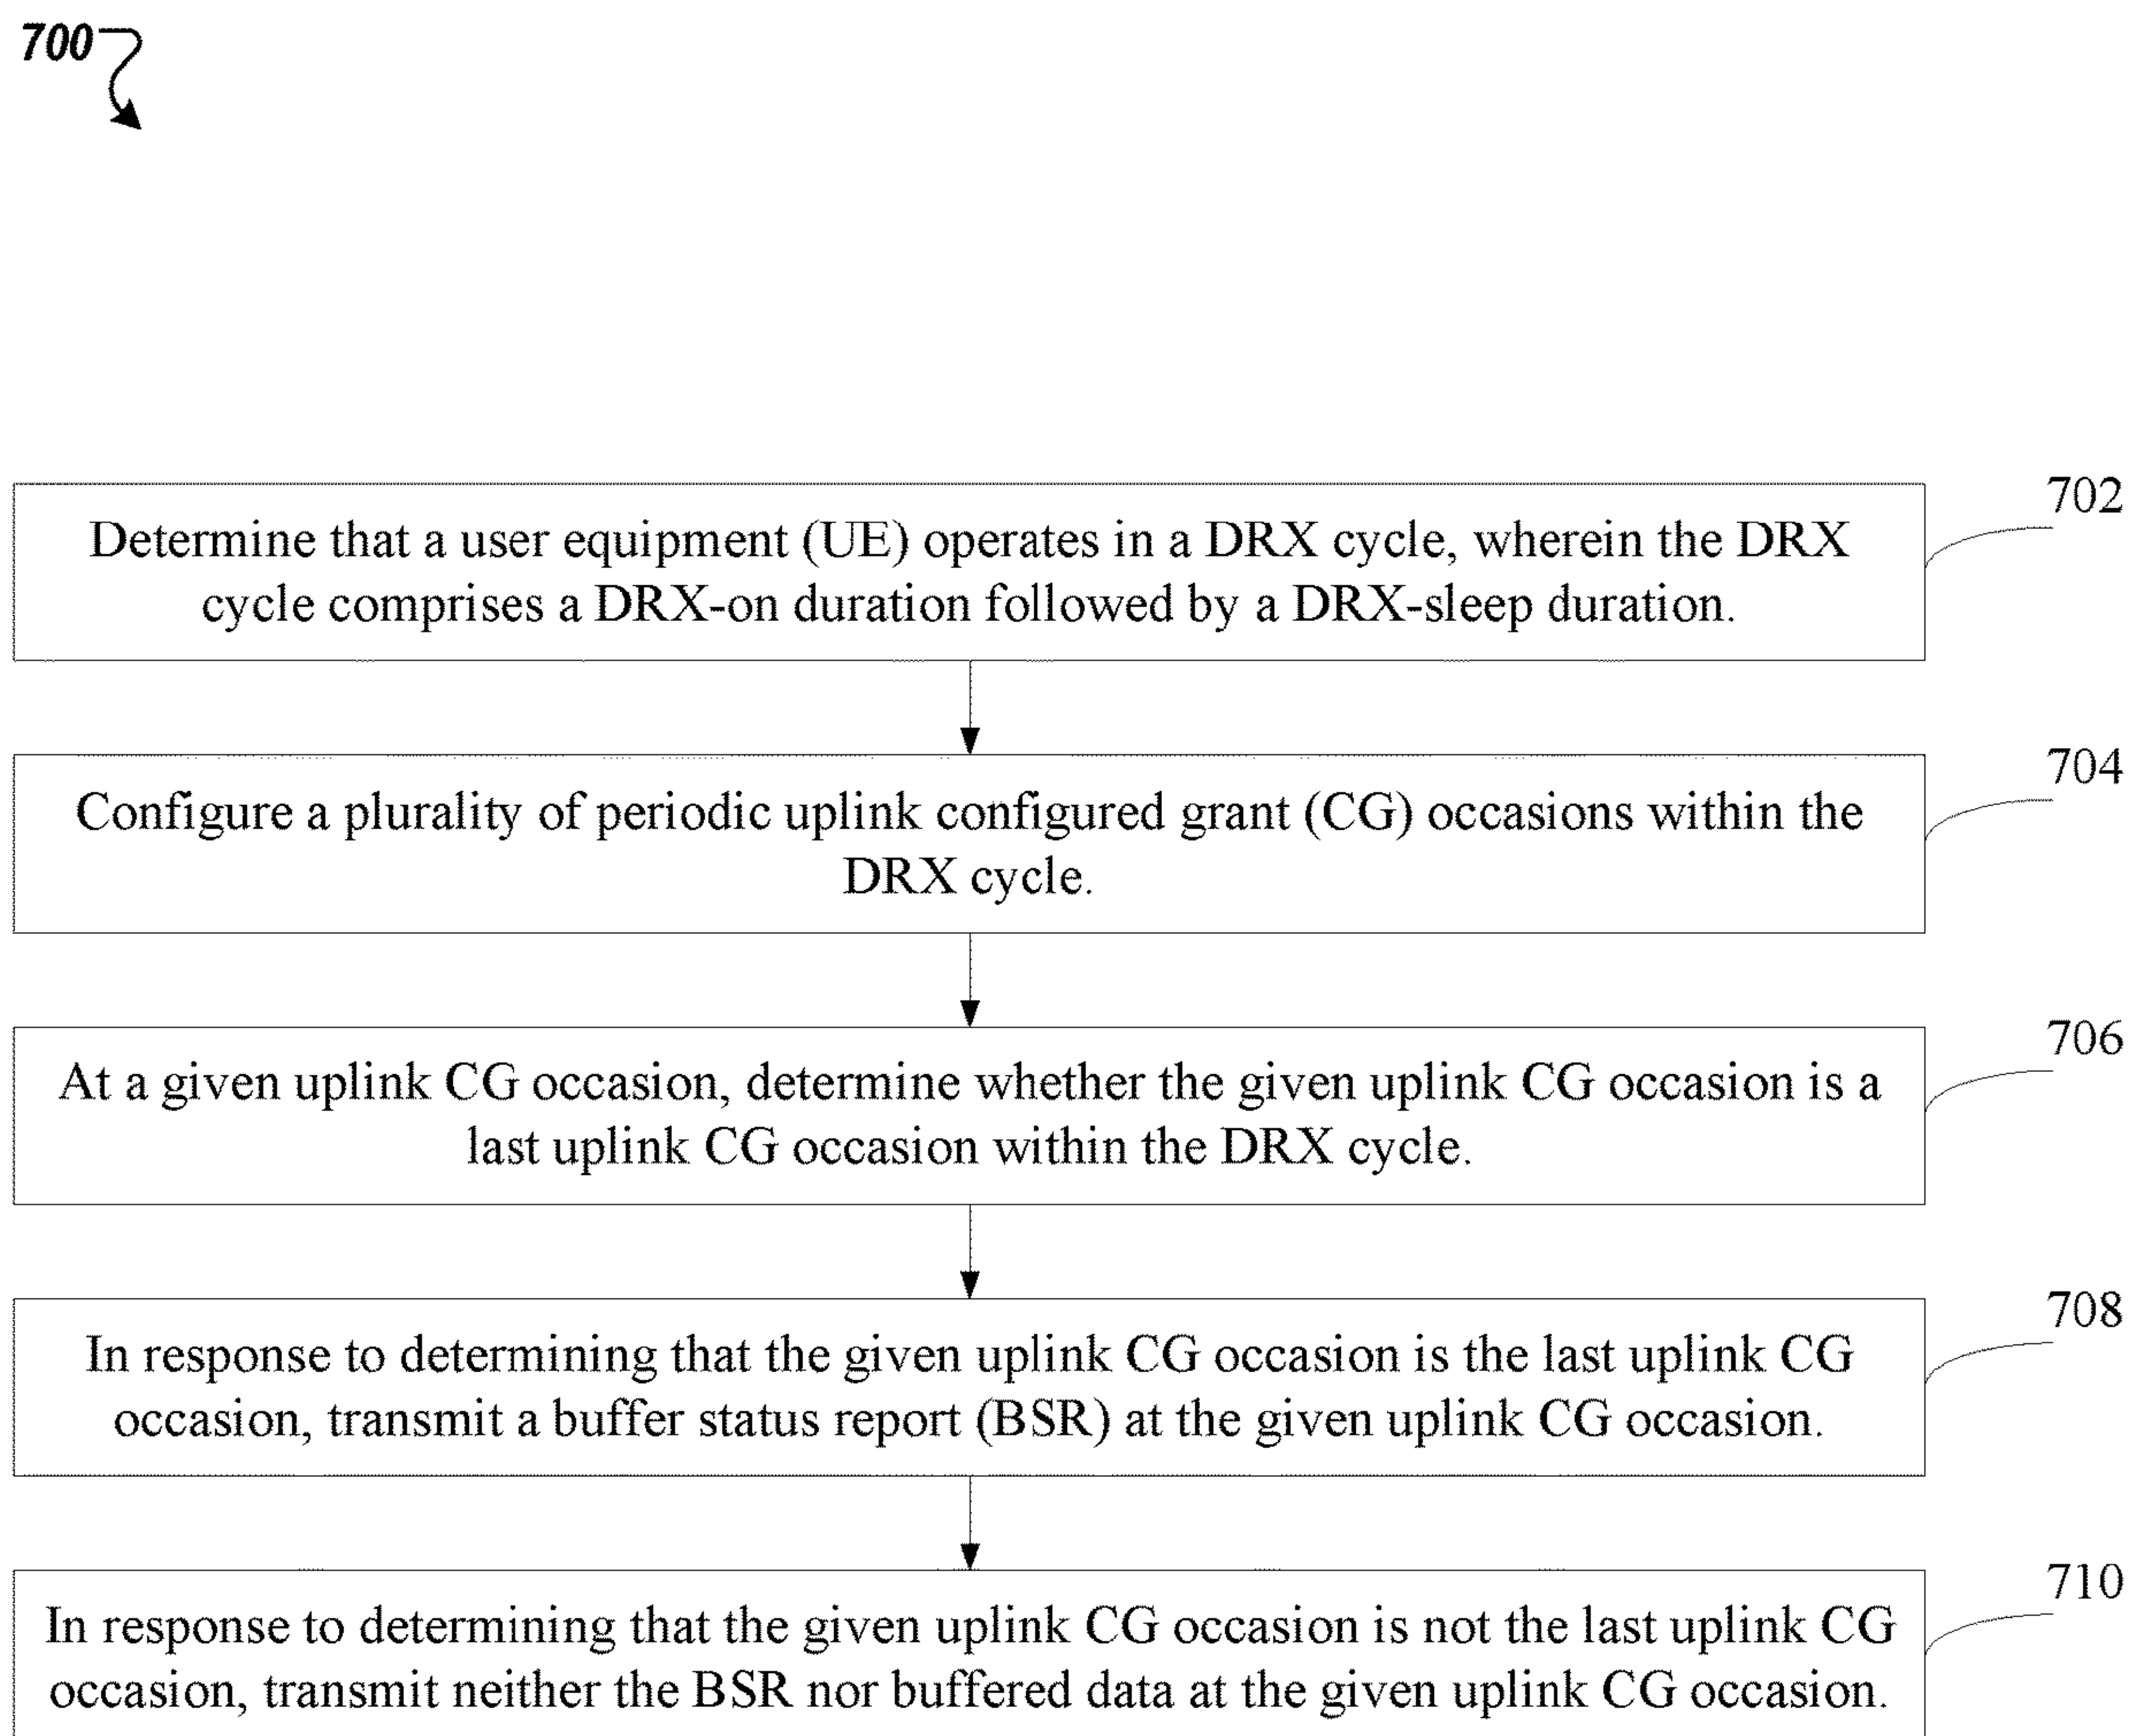 700
702
Determine that a user equipment (UE) operates in a DRX cycle, wherein the DRX
cycle comprises a DRX-on duration followed by a DRX-sleep duration.
704
Configure a plurality of periodic uplink configured grant (CG) occasions within the
DRX cycle.
706
At a given uplink CG occasion, determine whether the given uplink CG occasion is a
last uplink CG occasion within the DRX cycle.
708
In response to determining that the given uplink CG occasion is the last uplink CG
occasion, transmit a buffer status report (BSR) at the given uplink CG occasion.
710
In response to determining that the given uplink CG occasion is not the last uplink CG
occasion, transmit neither the BSR nor buffered data at the given uplink CG occasion.